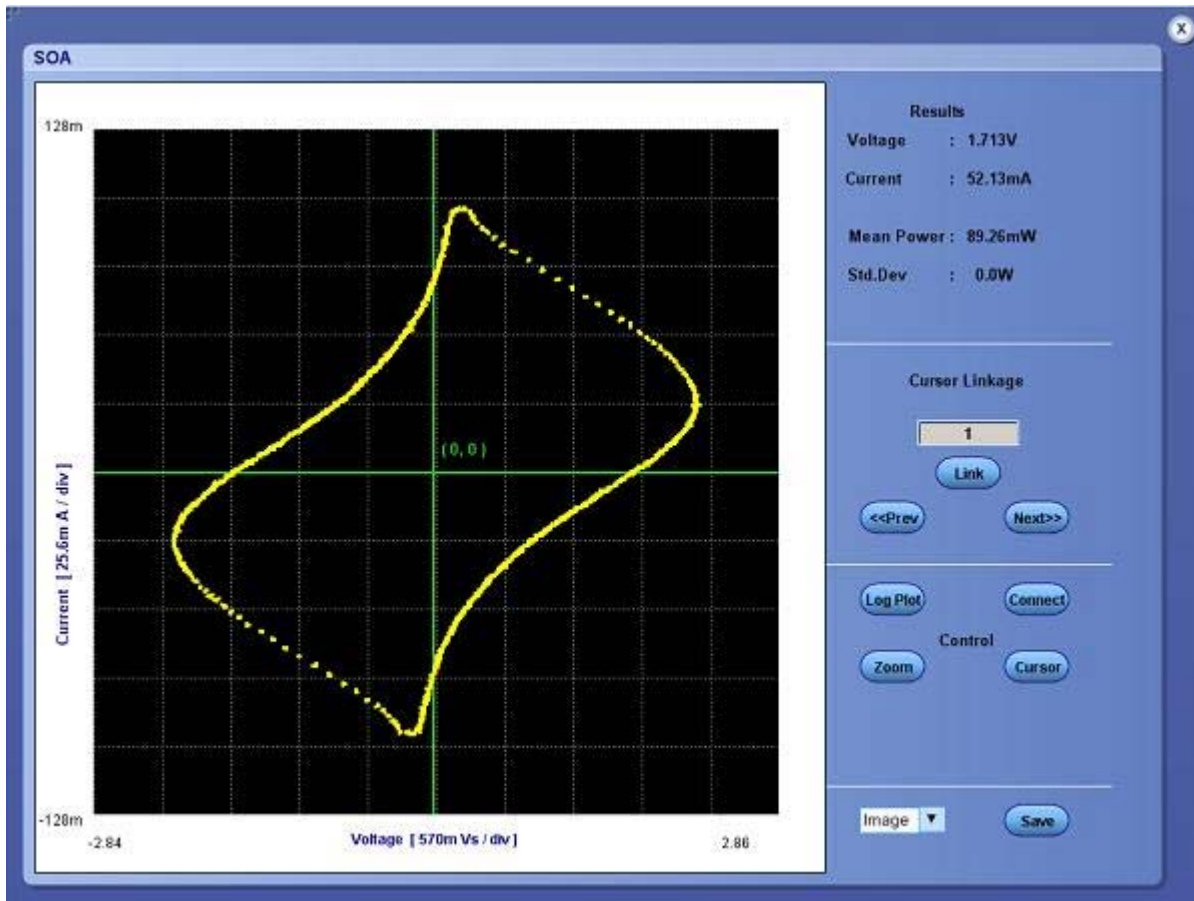 SOA
128m
(0, 0)
Current [ 25.6m A / div ]
-128m
-2.84
Voltage [ 570m Vs / div ]
2.86
X
Results
Voltage : 1.713V
Current : 52.13mA
Mean Power : 89.26mW
Std.Dev : 0.0W
Cursor Linkage
1
Link
<<Prev
Next>>
Log Plot
Connect
Control
Zoom
Cursor
Image
Save